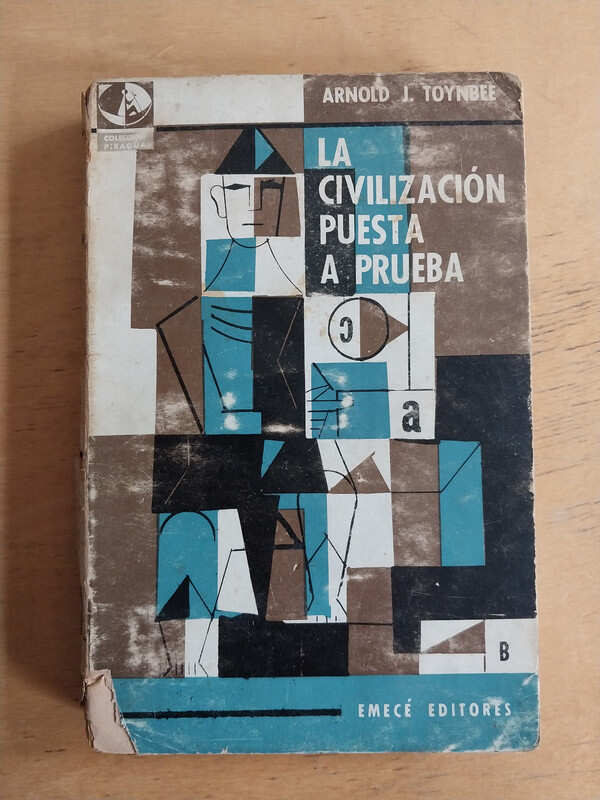 ARNOLD J. TOYNBEE
COLECCIÓN
PIRAGUA
LA
CIVILIZACIÓN
PUESTA
A PRUEBA
c
a
B
EMECÉ EDITORES